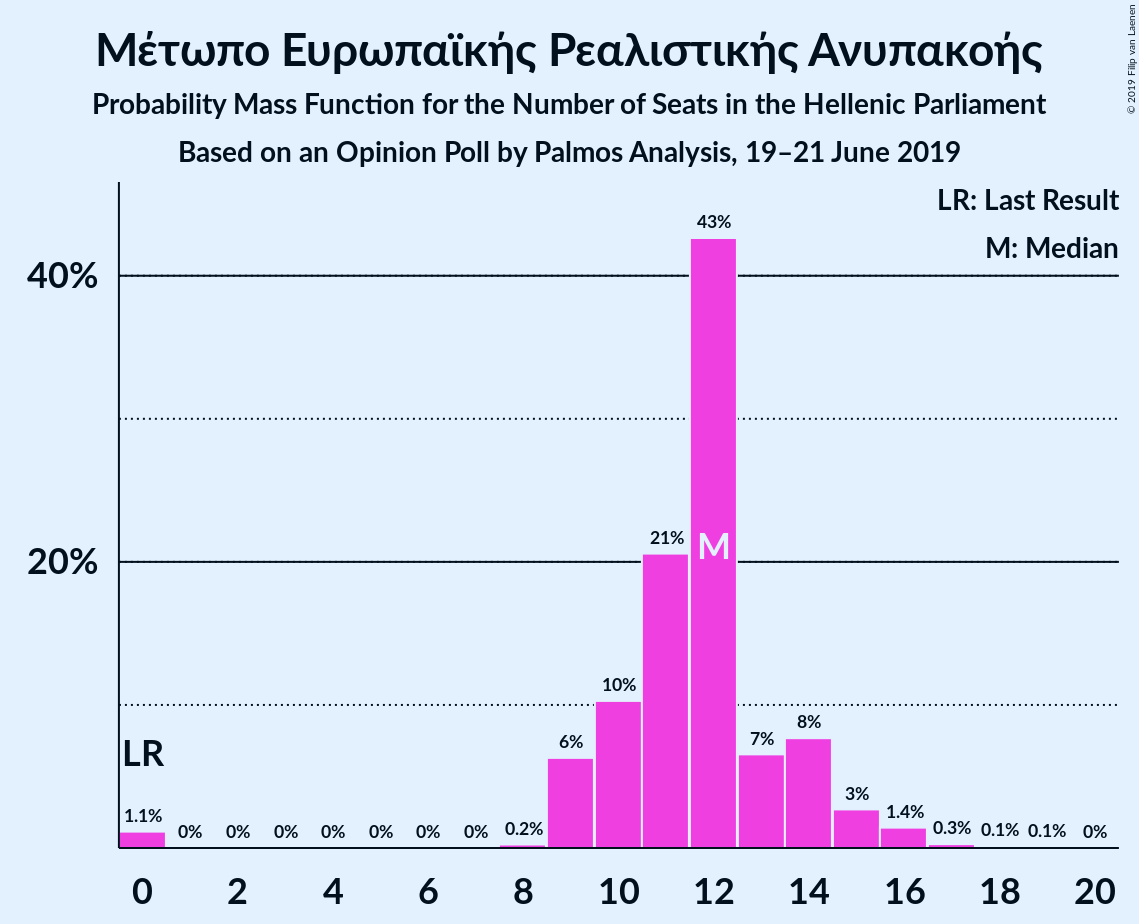 Μέτωπο Ευρωπαϊκής Ρεαλιστικής Ανυπακοής
Probability Mass Function for the Number of Seats in the Hellenic Parliament
Based on an Opinion Poll by Palmos Analysis, 19–21 June 2019
© 2019 Filip van Laenen
LR: Last Result
M: Median
43%
40%
21%
M
20%
10%
8%
7%
6%
LR
3%
1.1%
0%
0%
0%
0%
0%
0%
0%
0.2%
1.4%
0.3%
0.1%
0.1%
0%
0 2 4 6 8 10 12 14 16 18 20